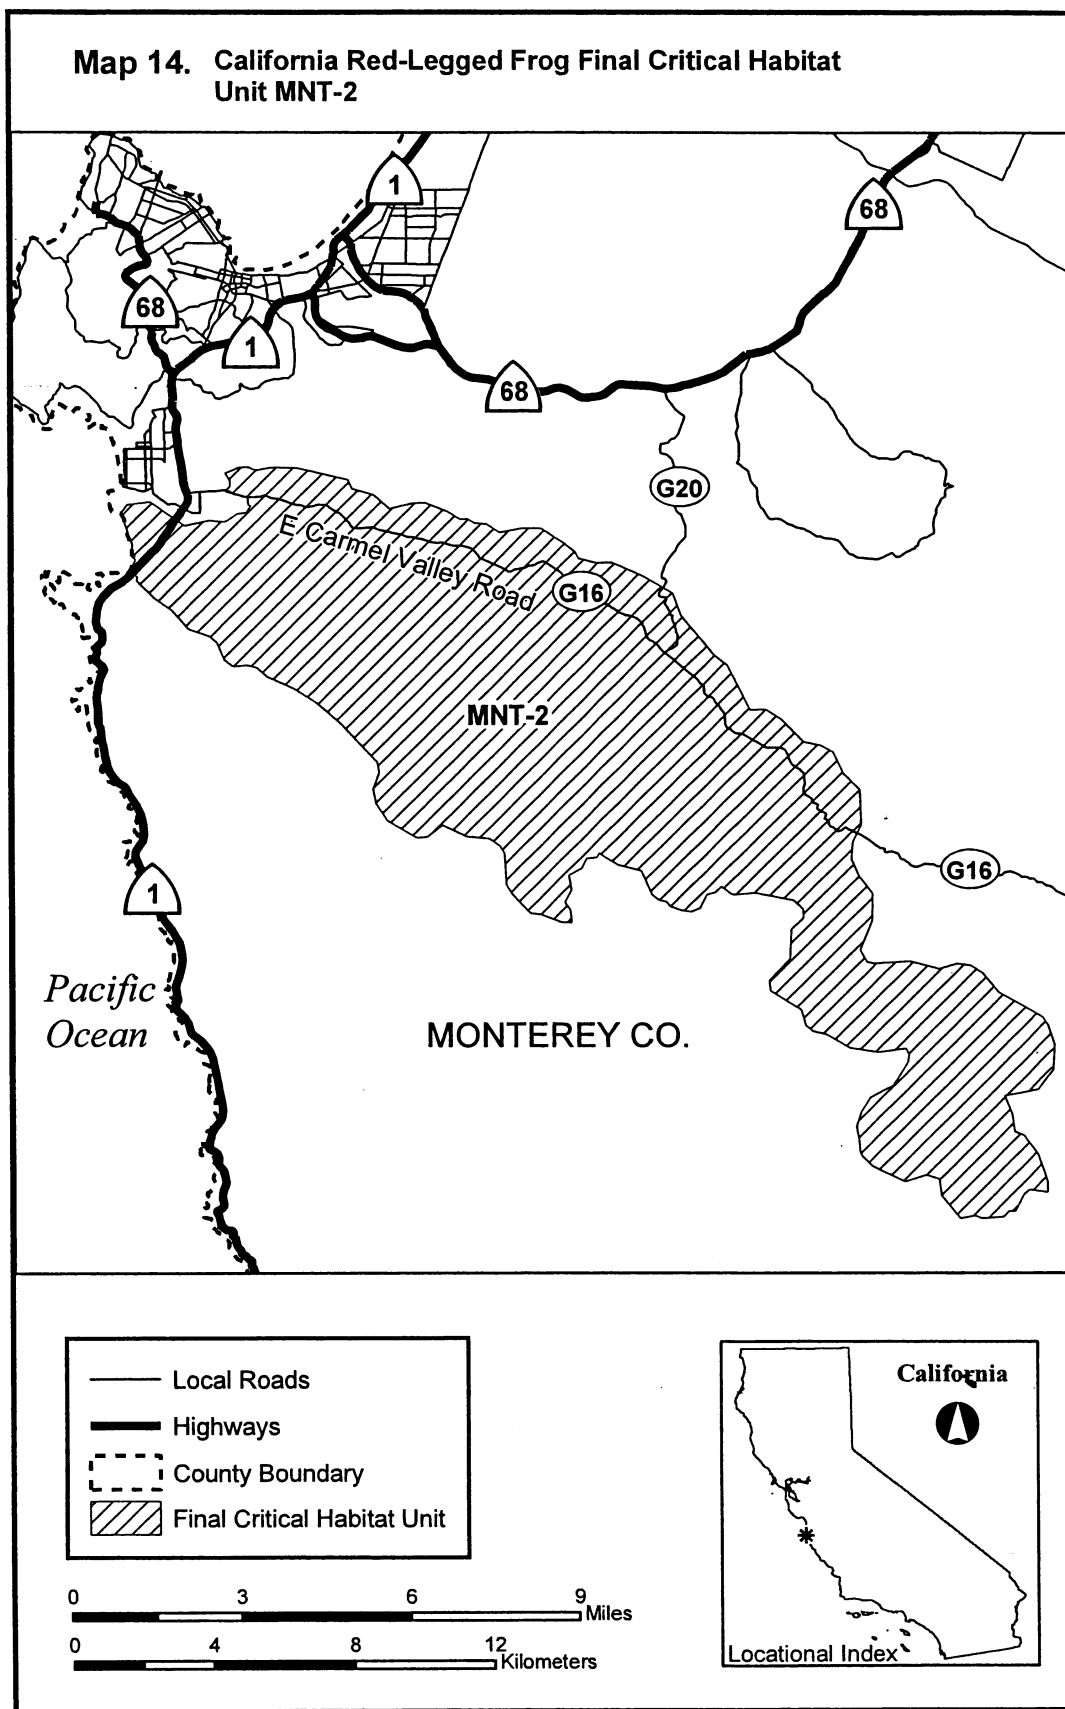 Map 14. California Red-Legged Frog Final Critical Habitat
Unit MNT-2
1
68
68
1
68
G20
E Carmel Valley Road
G16
MNT-2
G16
1
Pacific
Ocean
MONTEREY CO.
Local Roads
Highways
County Boundary
Final Critical Habitat Unit
0 3 6 9
Miles
0 4 8 12
Kilometers
California
Locational Index